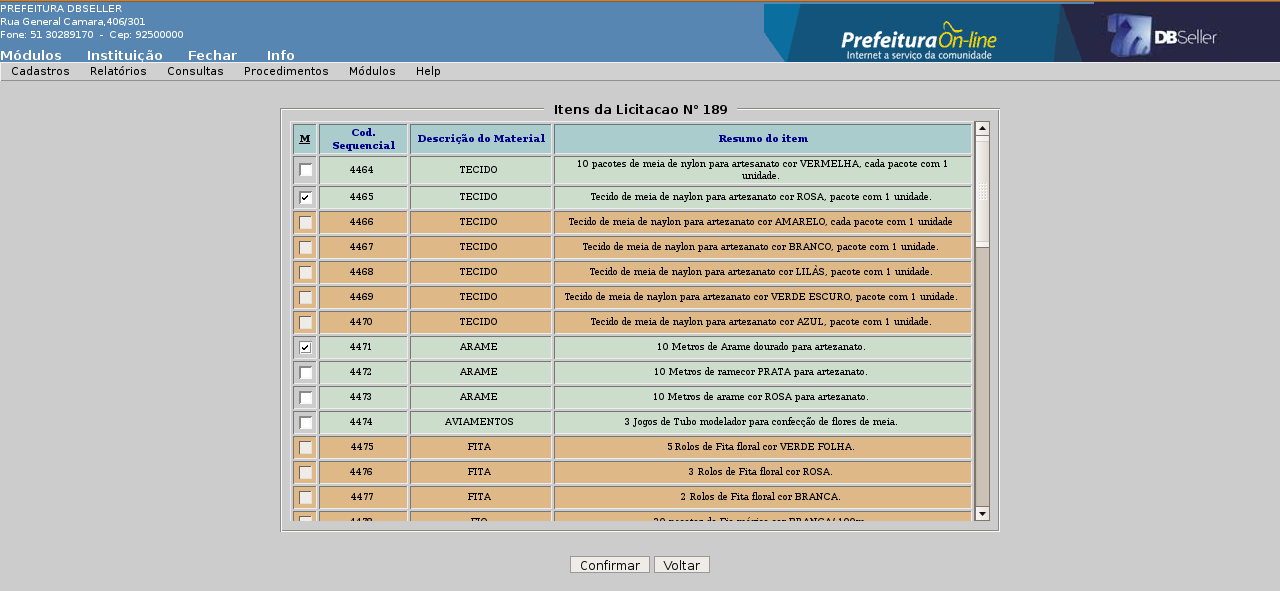 PREFEITURA DBSELLER
Rua General Camara,406/301
Fone: 51 30289170 - Cep: 92500000
Módulos Instituição Fechar Info
PrefeituraOn-line
Internet a serviço da comunidade
DBSeller
Cadastros Relatórios Consultas Procedimentos Módulos Help
Itens da Licitacao N° 189
M Cod. Sequencial Descrição do Material Resumo do item
4464 TECIDO 10 pacotes de meia de nylon para artesanato cor VERMELHA, cada pacote com 1
unidade.
4465 TECIDO Tecido de meia de naylon para artezanato cor ROSA, pacote com 1 unidade.
4466 TECIDO Tecido de meia de naylon para artezanato cor AMARELO, cada pacote com 1 unidade
4467 TECIDO Tecido de meia de naylon para artezanato cor BRANCO, pacote com 1 unidade.
4468 TECIDO Tecido de meia de naylon para artezanato cor LILÁS, pacote com 1 unidade.
4469 TECIDO Tecido de meia de naylon para artezanato cor VERDE ESCURO, pacote com 1 unidade.
4470 TECIDO Tecido de meia de naylon para artezanato cor AZUL, pacote com 1 unidade.
4471 ARAME 10 Metros de Arame dourado para artezanato.
4472 ARAME 10 Metros de ramecor PRATA para artezanato.
4473 ARAME 10 Metros de arame cor ROSA para artezanato.
4474 AVIAMENTOS 3 Jogos de Tubo modelador para confecção de flores de meia.
4475 FITA 5 Rolos de Fita floral cor VERDE FOLHA.
4476 FITA 3 Rolos de Fita floral cor ROSA.
4477 FITA 2 Rolos de Fita floral cor BRANCA.
Confirmar Voltar